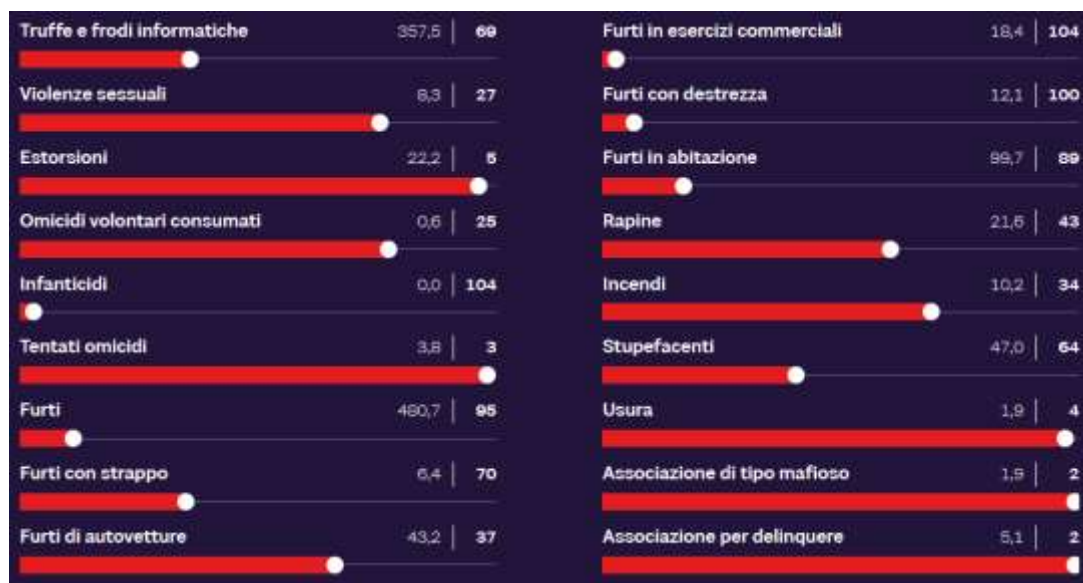 Truffe e frodi informatiche 357,5 | 69
Violenze sessuali 8,3 | 27
Estorsioni 22,2 | 5
Omicidi volontari consumati 0,6 | 25
Infanticidi 0,0 | 104
Tentati omicidi 3,8 | 3
Furti 480,7 | 95
Furti con strappo 6,4 | 70
Furti di autovetture 43,2 | 37
Furti in esercizi commerciali 18,4 | 104
Furti con destrezza 12,1 | 100
Furti in abitazione 99,7 | 89
Rapine 21,6 | 43
Incendi 10,2 | 34
Stupefacenti 47,0 | 64
Usura 1,9 | 4
Associazione di tipo mafioso 1,9 | 2
Associazione per delinquere 5,1 | 2